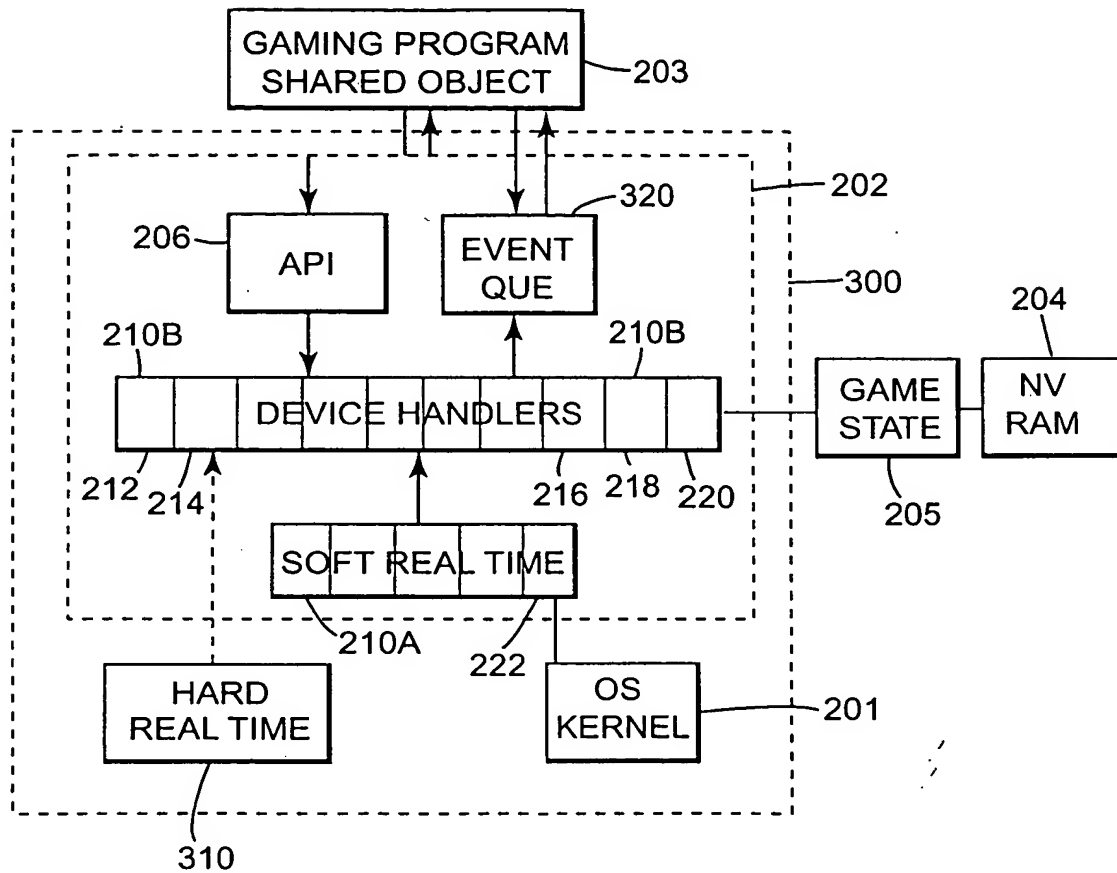 GAMING PROGRAM
SHARED OBJECT
203
202
206
API
320
EVENT
QUE
300
204
210B
210B
DEVICE HANDLERS
GAME
STATE
NV
RAM
212
214
216
218
220
205
SOFT REAL TIME
210A
222
HARD
REAL TIME
OS
KERNEL
201
310